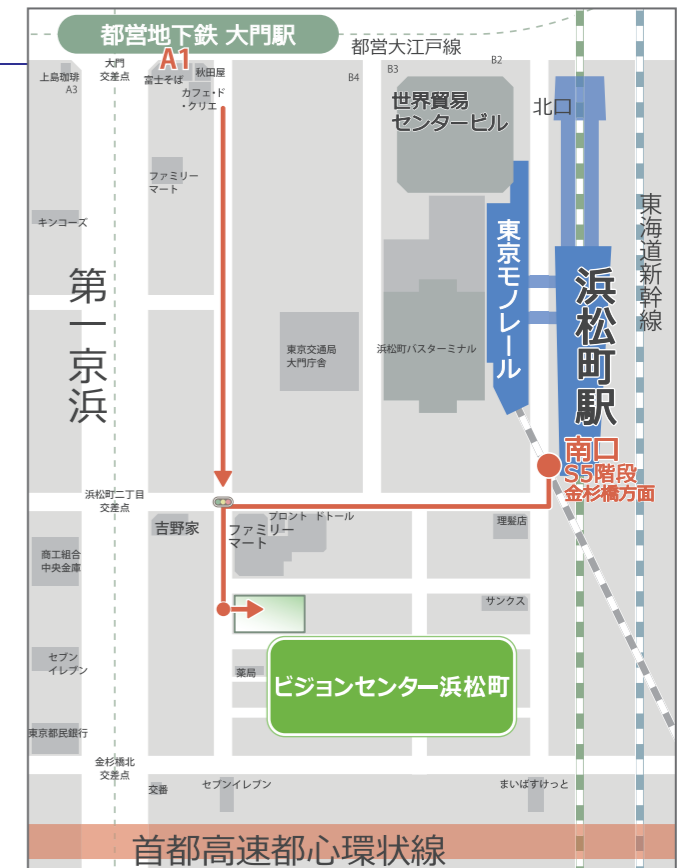 都営地下鉄 大門駅
都営大江戸線
A1
大門
交差点
上島珈琲
A3
富士そば
秋田屋
カフェ・ド
・クリエ
B4
B3
B2
世界貿易
センタービル
北口
ファミリー
マート
キンコーズ
東海道新幹線
東京モノレール
浜松町駅
第一京浜
東京交通局
大門庁舎
浜松町バスターミナル
南口
S5階段
金杉橋方面
浜松町二丁目
交差点
吉野家
ファミリー
マート
プロント
ドトール
理髪店
商工組合
中央金庫
サンクス
セブン
イレブン
薬局
ビジョンセンター浜松町
東京都民銀行
金杉橋北
交差点
交番
セブンイレブン
まいばすけっと
首都高速都心環状線